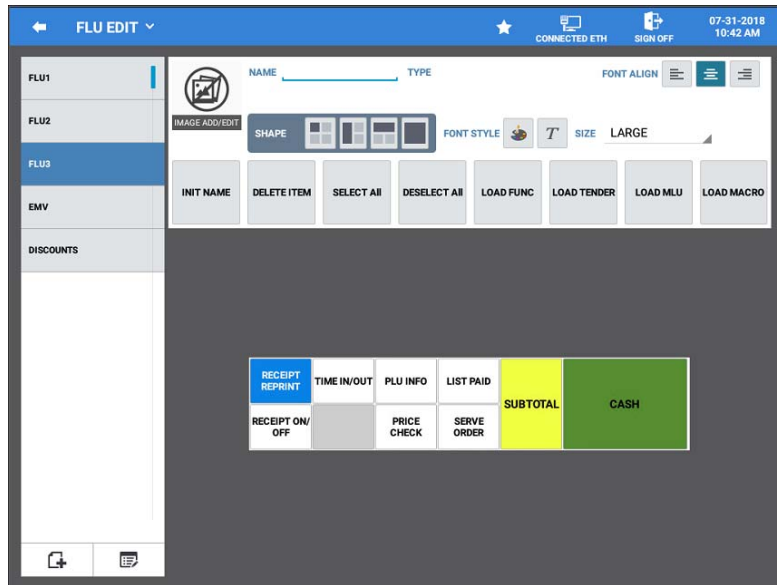 FLU EDIT
CONNECTED ETH
SIGN OFF
07-31-2018
10:42 AM
FLU1
FLU2
FLU3
EMV
DISCOUNTS
IMAGE ADD/EDIT
NAME
TYPE
FONT ALIGN
SHAPE
FONT STYLE
T
SIZE
LARGE
INIT NAME
DELETE ITEM
SELECT All
DESELECT All
LOAD FUNC
LOAD TENDER
LOAD MLU
LOAD MACRO
RECEIPT
REPRINT
TIME IN/OUT
PLU INFO
LIST PAID
SUBTOTAL
CASH
RECEIPT ON/
OFF
PRICE
CHECK
SERVE
ORDER